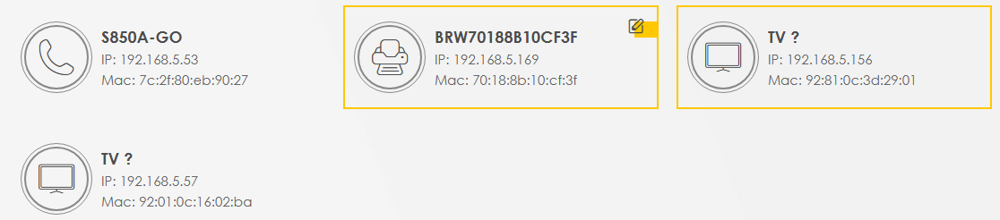 S850A-GO
IP: 192.168.5.53
Mac: 7c:2f:80:eb:90:27
BRW70188B10CF3F
IP: 192.168.5.169
Mac: 70:18:8b:10:cf:3f
TV ?
IP: 192.168.5.156
Mac: 92:81:0c:3d:29:01
TV ?
IP: 192.168.5.57
Mac: 92:01:0c:16:02:ba